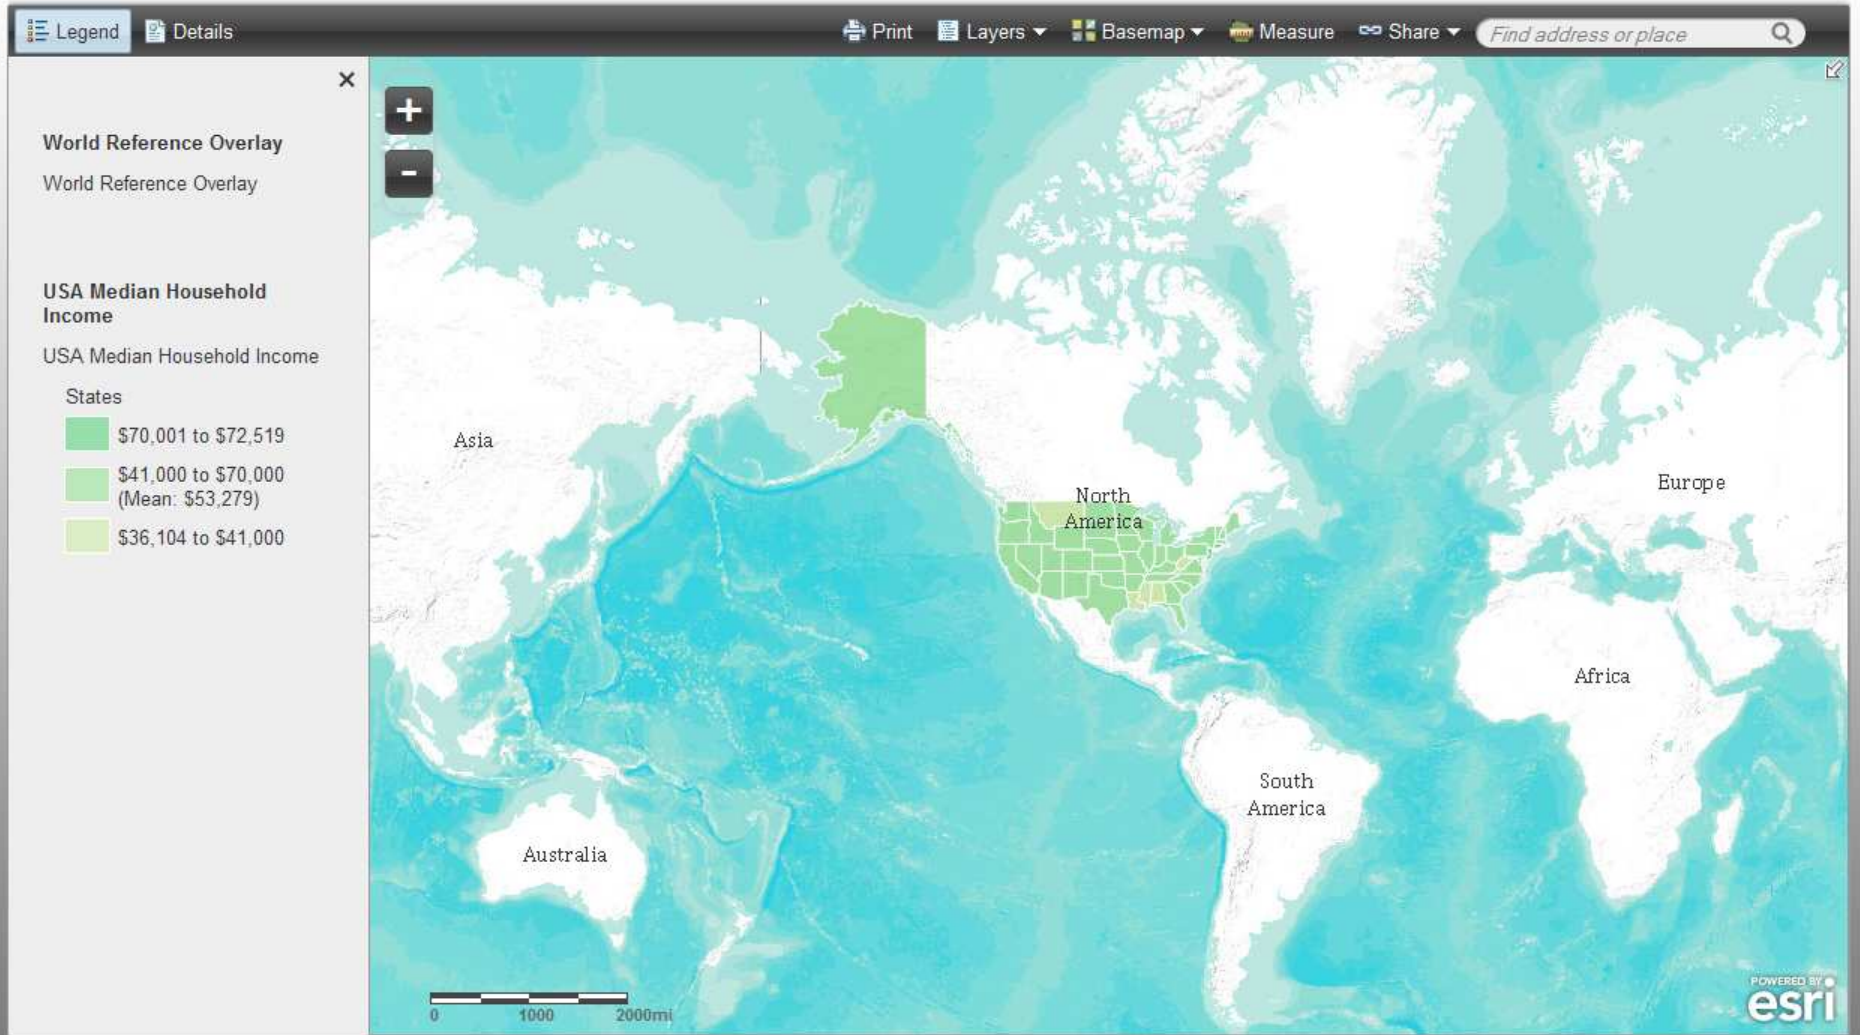 Legend
Details
Print
Layers
Basemap
Measure
Share
Find address or place
World Reference Overlay
World Reference Overlay
USA Median Household
Income
USA Median Household Income
States
$70,001 to $72,519
$41,000 to $70,000
(Mean: $53,279)
$36,104 to $41,000
Asia
North
America
Europe
Africa
South
America
Australia
0 1000 2000mi
POWERED BY
esri